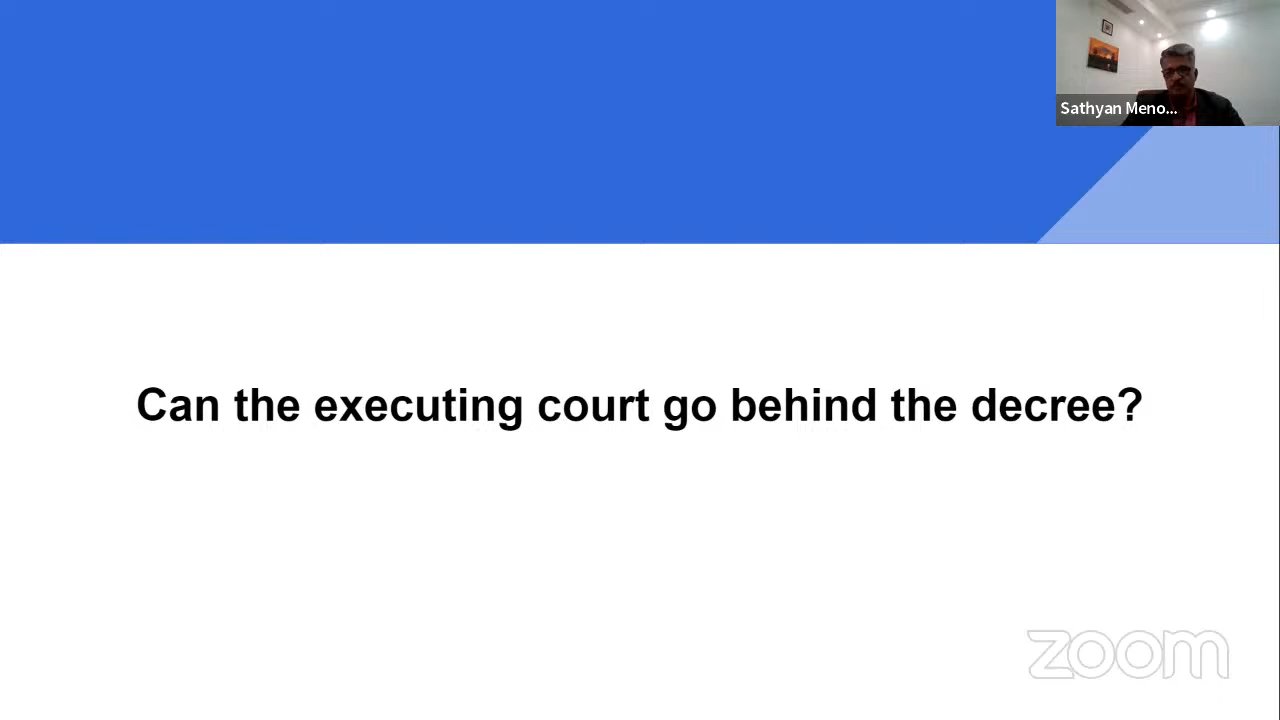 Sathyan Meno...
Can the executing court go behind the decree?
zoom